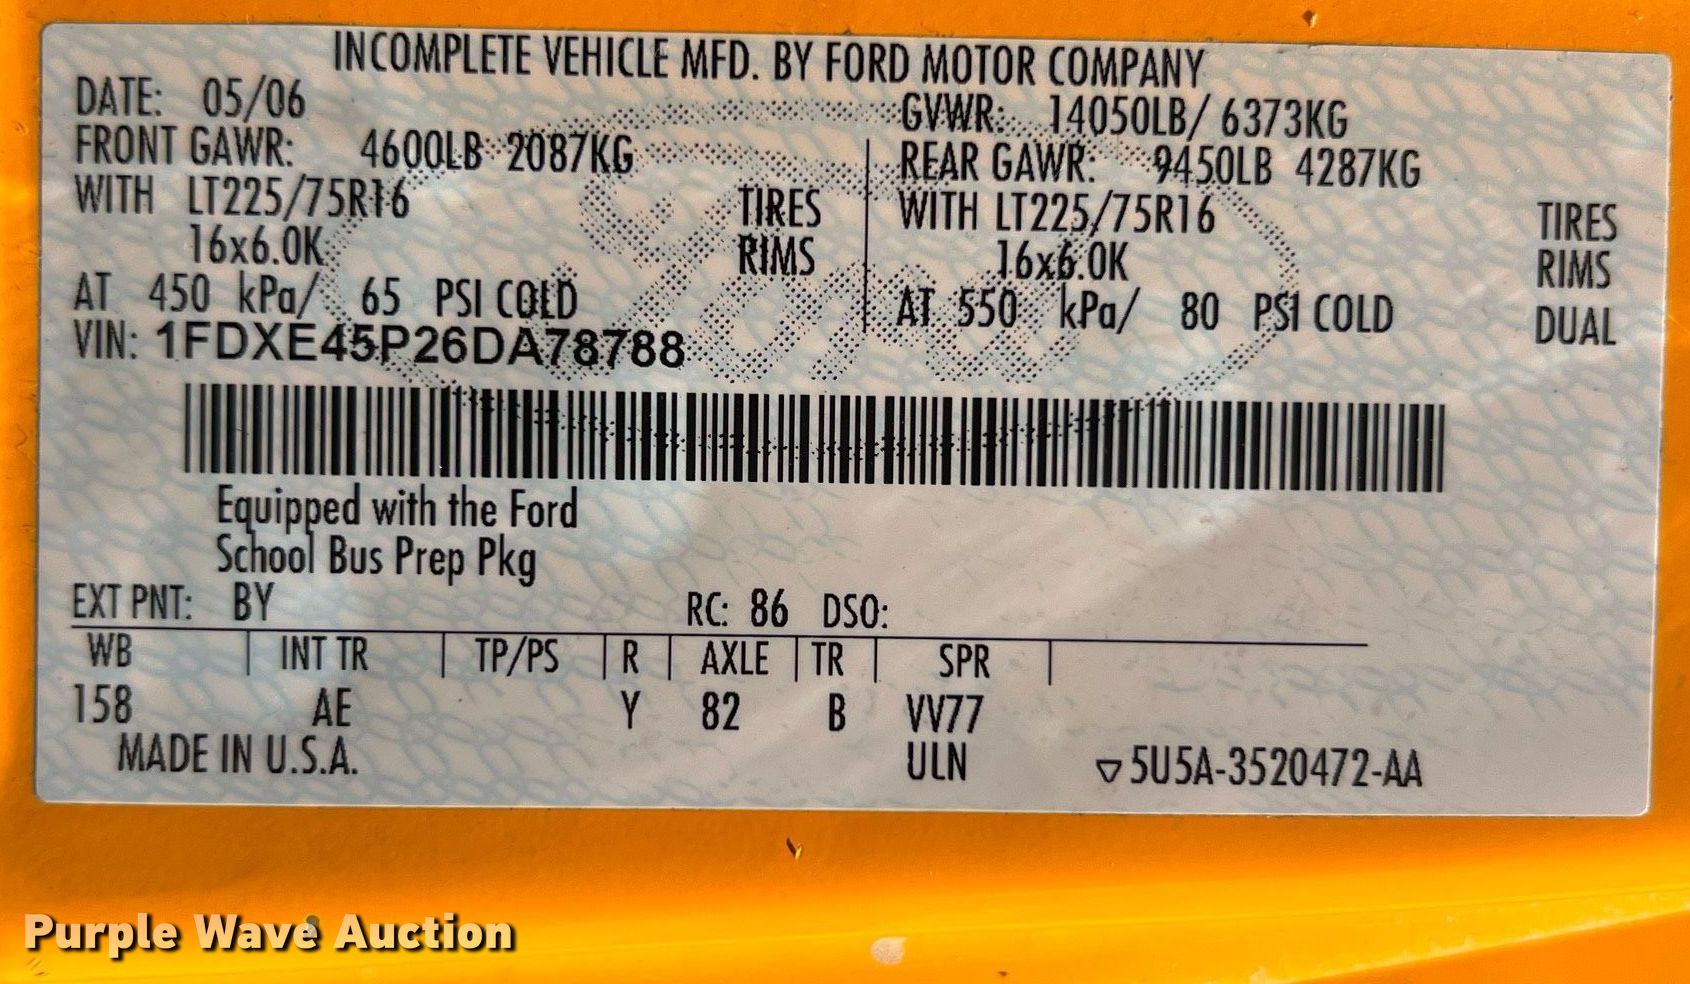 INCOMPLETE VEHICLE MFD. BY FORD MOTOR COMPANY
DATE: 05/06 GVWR: 14050LB/ 6373KG
FRONT GAWR: 4600LB 2087KG REAR GAWR: 9450LB 4287KG
WITH LT225/75R16 TIRES WITH LT225/75R16 TIRES
16x6.0K RIMS 16x6.0K RIMS
AT 450 kPa/ 65 PSI COLD AT 550 kPa/ 80 PSI COLD DUAL
VIN: 1FDXE45P26DA78788
Ford
Equipped with the Ford
School Bus Prep Pkg
EXT PNT: BY RC: 86 DSO:
WB INT TR TP/PS R AXLE TR SPR
158 AE Y 82 B VV77
MADE IN U.S.A. ULN ▽5U5A-3520472-AA
Purple Wave Auction